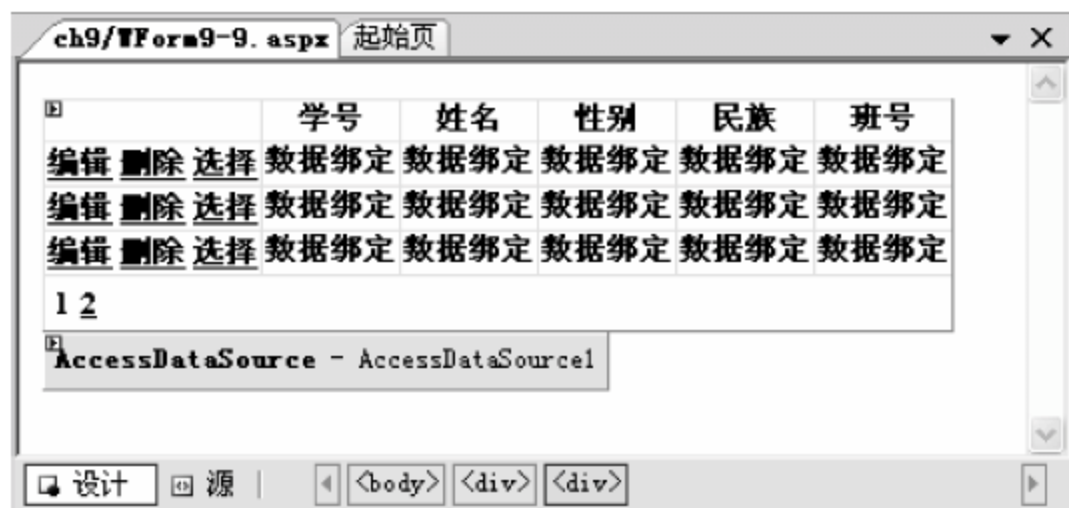 ch9/WForm9-9.aspx 起始页
学号 姓名 性别 民族 班号
编辑 删除 选择 数据绑定 数据绑定 数据绑定 数据绑定 数据绑定
编辑 删除 选择 数据绑定 数据绑定 数据绑定 数据绑定 数据绑定
编辑 删除 选择 数据绑定 数据绑定 数据绑定 数据绑定 数据绑定
1 2
AccessDataSource - AccessDataSource1
设计 源 <body> <div> <div>